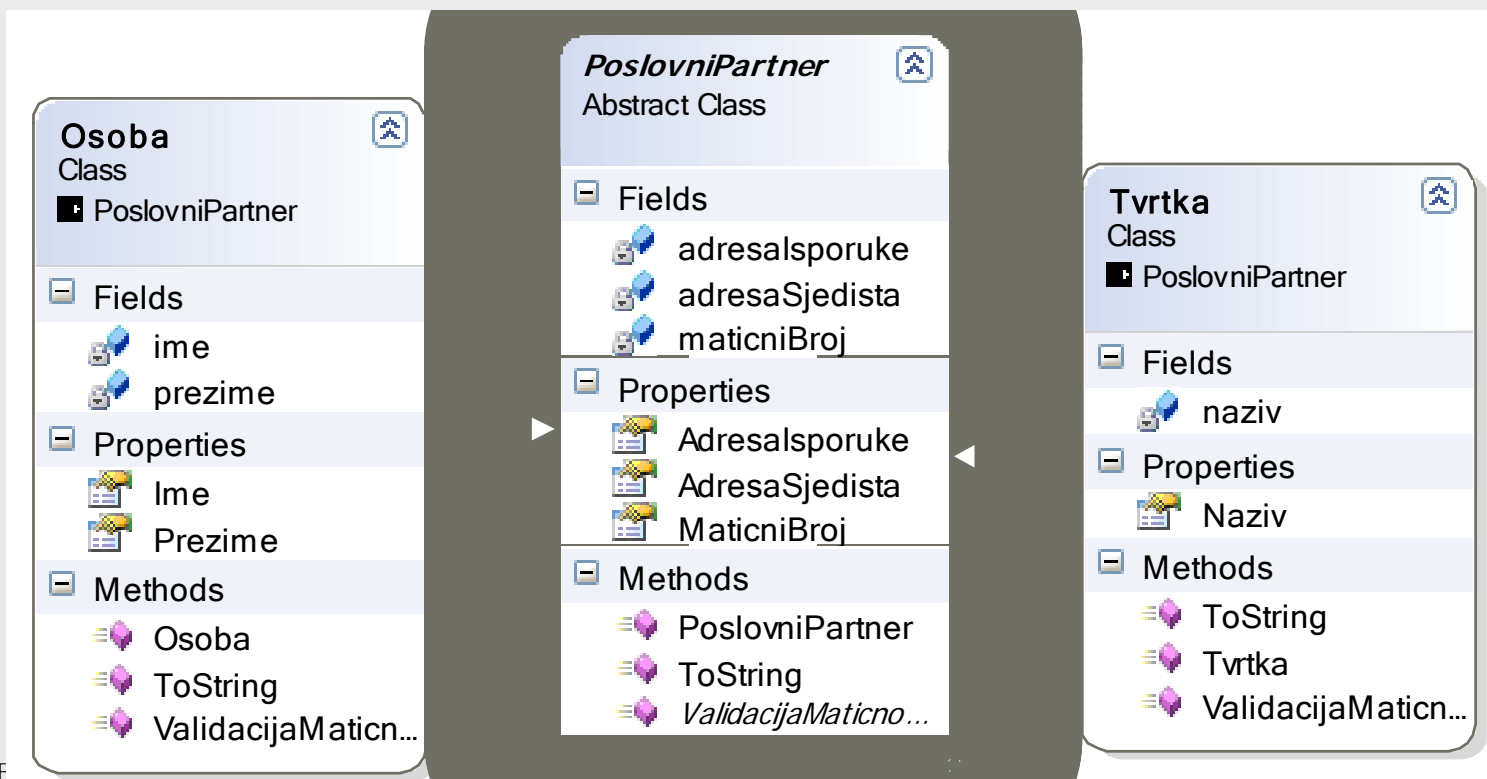 Osoba
Class
PoslovniPartner
Fields
ime
prezime
Properties
Ime
Prezime
Methods
Osoba
ToString
ValidacijaMaticn...
PoslovniPartner
Abstract Class
Fields
adresaIsporuke
adresaSjedista
maticniBroj
Properties
AdresaIsporuke
AdresaSjedista
MaticniBroj
Methods
PoslovniPartner
ToString
ValidacijaMaticno...
Tvrtka
Class
PoslovniPartner
Fields
naziv
Properties
Naziv
Methods
ToString
Tvrtka
ValidacijaMaticn...